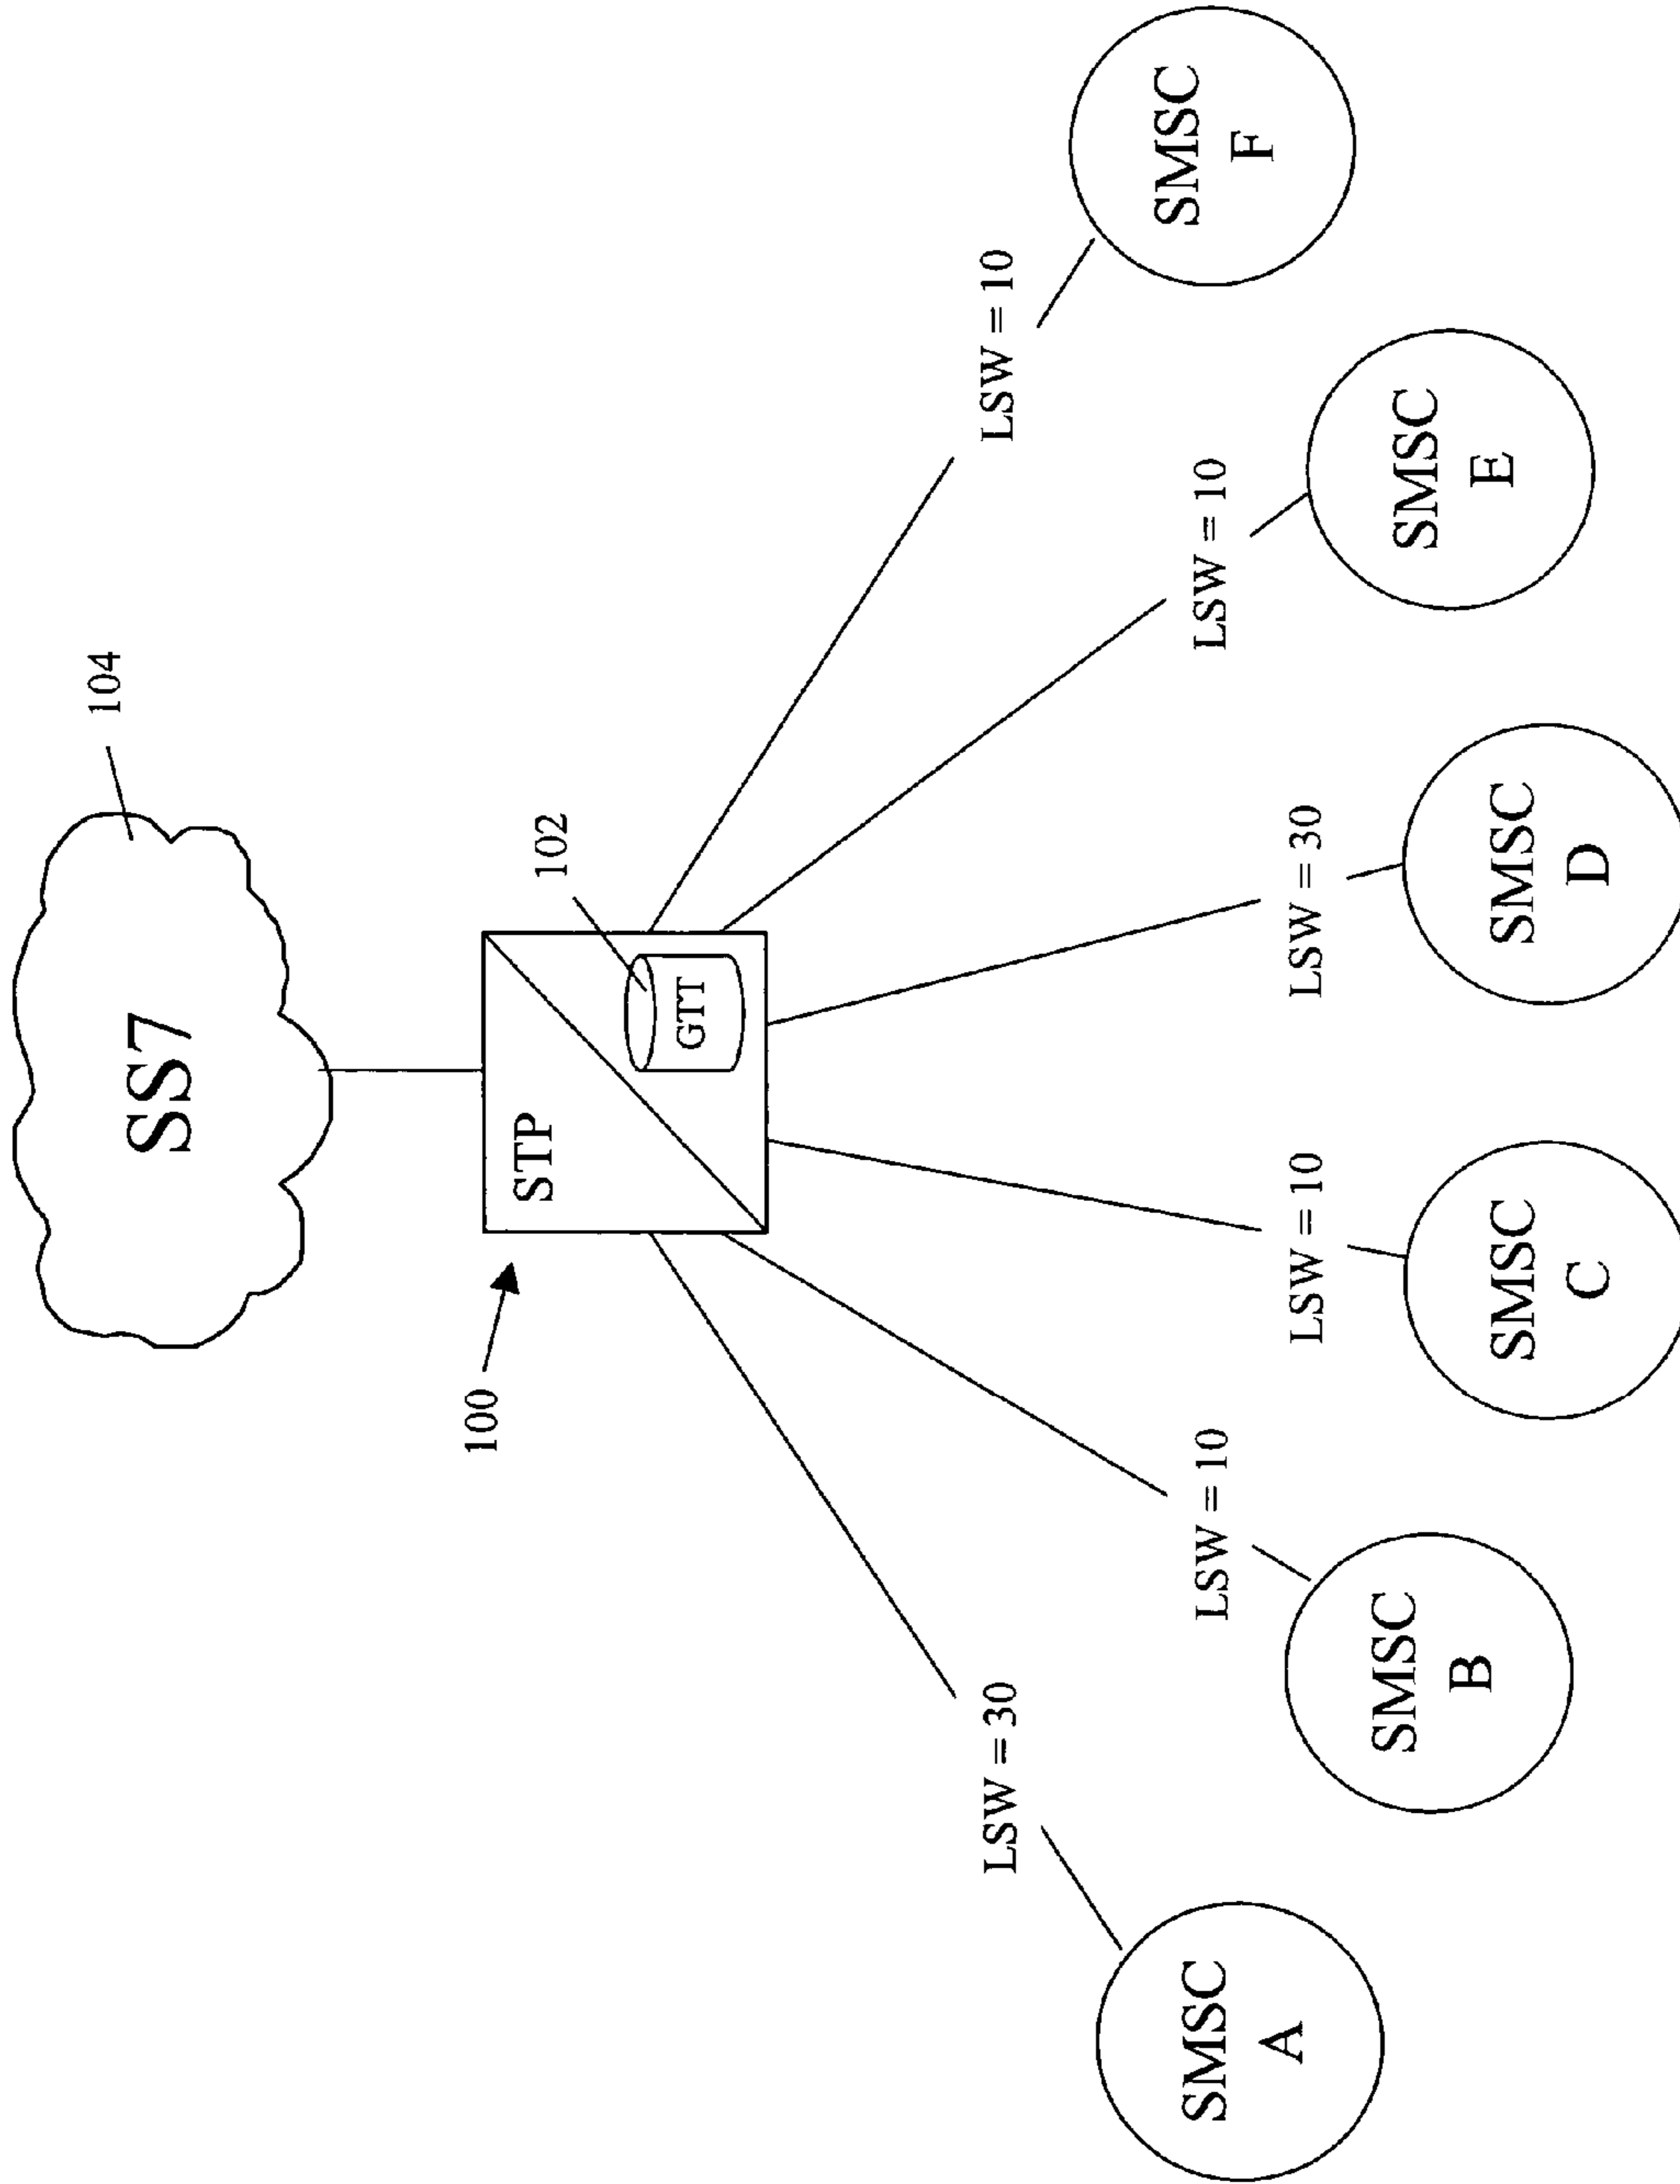 104
SS7
102
100
STP
GTT
LSW = 30
LSW = 10
LSW = 10
LSW = 30
LSW = 10
LSW = 10
SMSC
A
SMSC
B
SMSC
C
SMSC
D
SMSC
E
SMSC
F